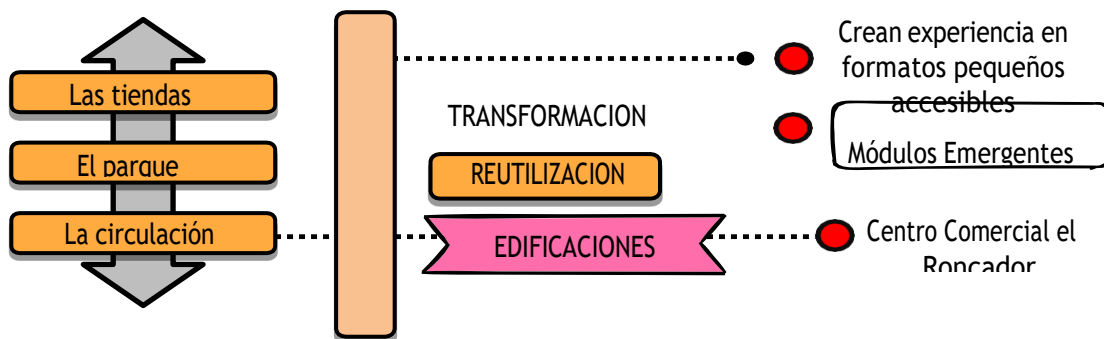 Las tiendas
El parque
La circulación
TRANSFORMACION
REUTILIZACION
EDIFICACIONES
Crean experiencia en
formatos pequeños
accesibles
Módulos Emergentes
Centro Comercial el
Roncador